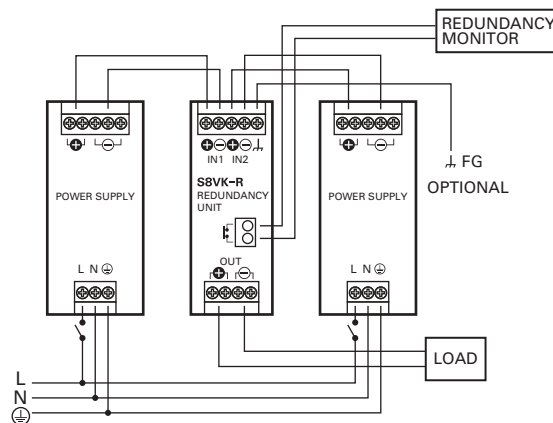 REDUNDANCY
MONITOR
IN1 IN2
FG
OPTIONAL
POWER SUPPLY
S8VK-R
REDUNDANCY
UNIT
POWER SUPPLY
L N
OUT
L N
LOAD
L
N